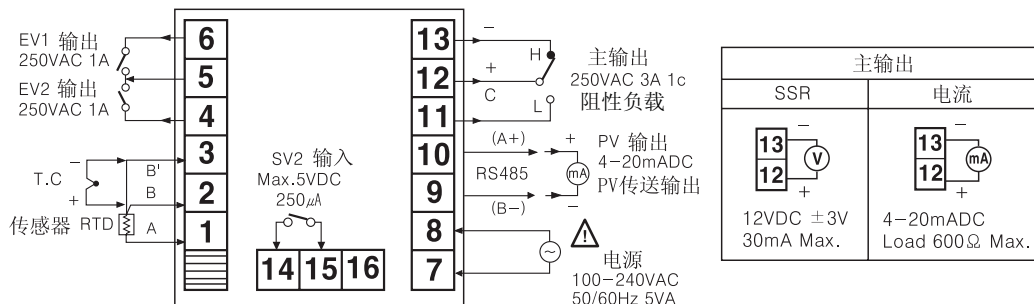 EV1 输出
250VAC 1A
EV2 输出
250VAC 1A
T.C
−
+
传感器 RTD
B'
B
A
6
5
4
3
2
1
SV2 输入
Max.5VDC
250μA
14 15 16
13
12
11
10
9
8
7
−
+
C
H
L
主输出
250VAC 3A 1c
阻性负载
(A+)
RS485
(B−)
+
mA
−
PV 输出
4−20mADC
PV传送输出
电源
100−240VAC
50/60Hz 5VA
主输出
SSR
电流
13
12
−
V
+
12VDC ±3V
30mA Max.
13
12
−
mA
+
4−20mADC
Load 600Ω Max.